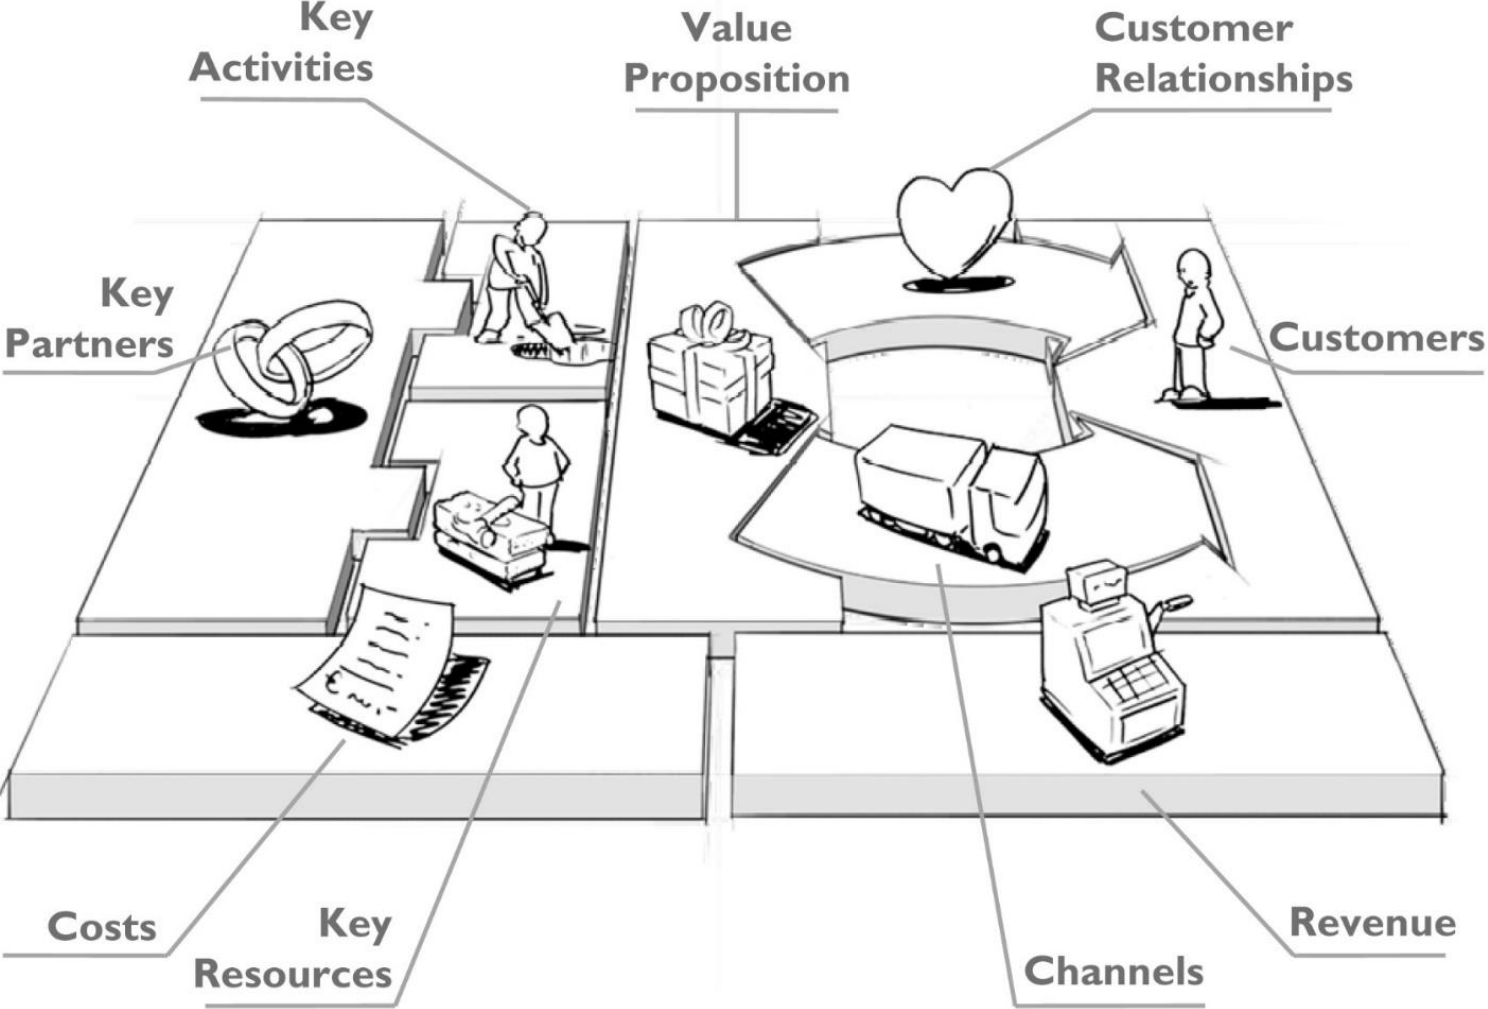 Key
Activities
Value
Proposition
Customer
Relationships
Key
Partners
Customers
€
Costs
Key
Resources
Channels
Revenue